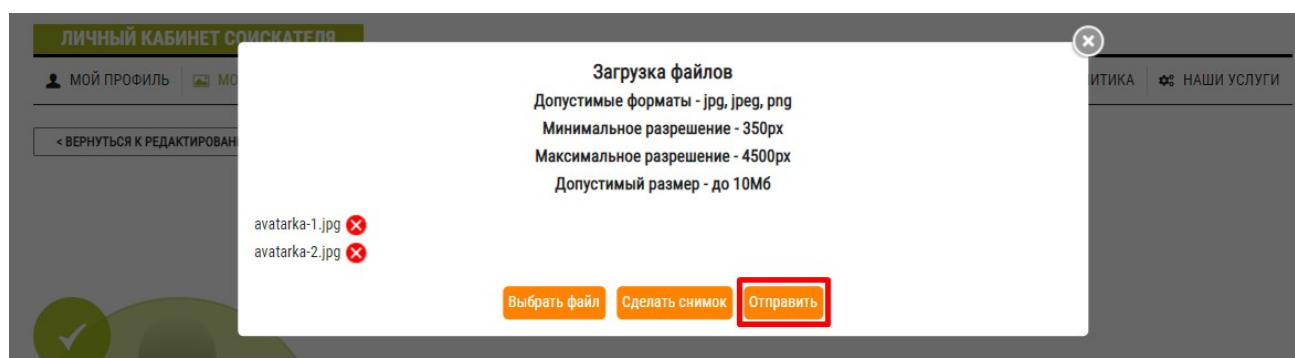 ЛИЧНЫЙ КАБИНЕТ СОИСКАТЕЛЯ
МОЙ ПРОФИЛЬ МО ИТИКА НАШИ УСЛУГИ
Загрузка файлов
Допустимые форматы - jpg, jpeg, png
Минимальное разрешение - 350px
< ВЕРНУТЬСЯ К РЕДАКТИРОВАН
Максимальное разрешение - 4500px
Допустимый размер - до 10Мб
avatarka-1.jpg
avatarka-2.jpg
Выбрать файл Сделать снимок Отправить